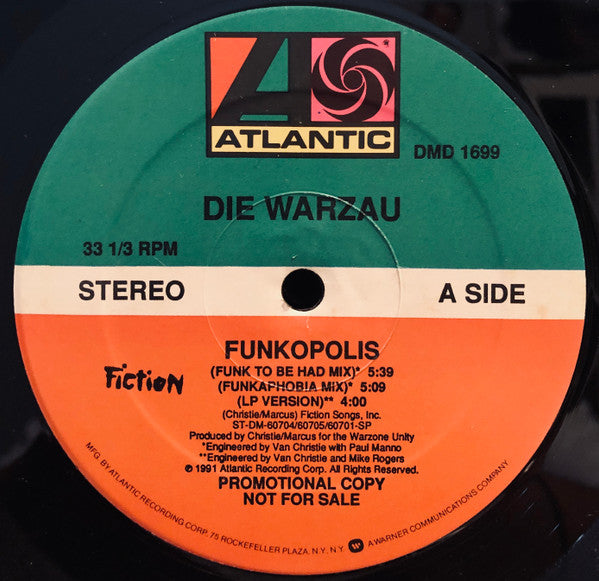 ATLANTIC
DMD 1699
DIE WARZAU
33 1/3 RPM
STEREO
A SIDE
FUNKOPOLIS
(FUNK TO BE HAD MIX)* 5:39
(FUNKAPHOBIA MIX)* 5:09
(LP VERSION)** 4:00
Fiction
(Christie/Marcus) Fiction Songs, Inc.
ST-DM-60704/60705/60701-SP
Produced by Christie/Marcus for the Warzone Unity
*Engineered by Van Christie with Paul Manno
**Engineered by Van Christie and Mike Rogers
© 1991 Atlantic Recording Corp. All Rights Reserved.
PROMOTIONAL COPY
NOT FOR SALE
MFG. BY ATLANTIC RECORDING CORP. 75 ROCKEFELLER PLAZA, N.Y. N.Y. A WARNER COMMUNICATIONS COMPANY